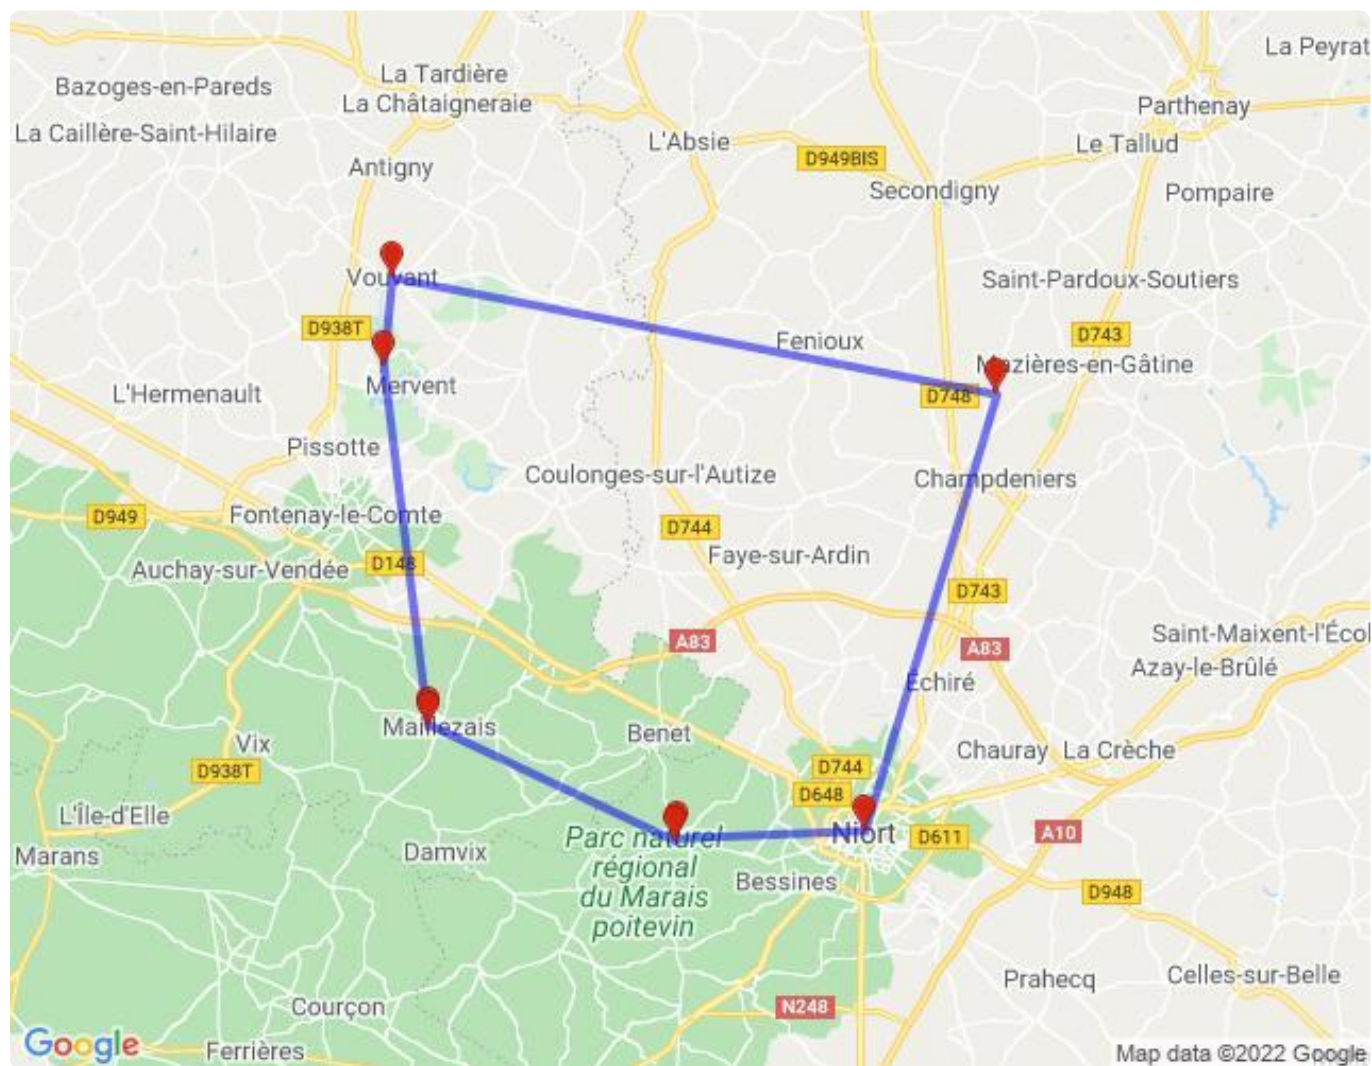 La Peyrat
La Tardière
Bazoges-en-Pareds
La Châtaigneraie
Parthenay
La Caillère-Saint-Hilaire
L'Absie
Le Tallud
D949BIS
Antigny
Secondigny
Pompaire
Vouvant
Saint-Pardoux-Soutiers
D938T
Fenioux
D743
Mazières-en-Gâtine
Mervent
L'Hermenault
D748
Pissotte
Coulonges-sur-l'Autize
Champdeniers
D949
Fontenay-le-Comte
D744
Faye-sur-Ardin
D148
Auchay-sur-Vendée
D743
A83
A83
Saint-Maixent-l'Écol
Azay-le-Brûlé
Échiré
Maillezais
Benet
Vix
Chauray
La Crèche
D938T
D744
D648
L'Île-d'Elle
Niort
D611
A10
Parc naturel
régional
du Marais
poitevin
Marans
Damvix
Bessines
D948
Prahecq
Celles-sur-Belle
Courçon
N248
Google
Ferrières
Map data ©2022 Google